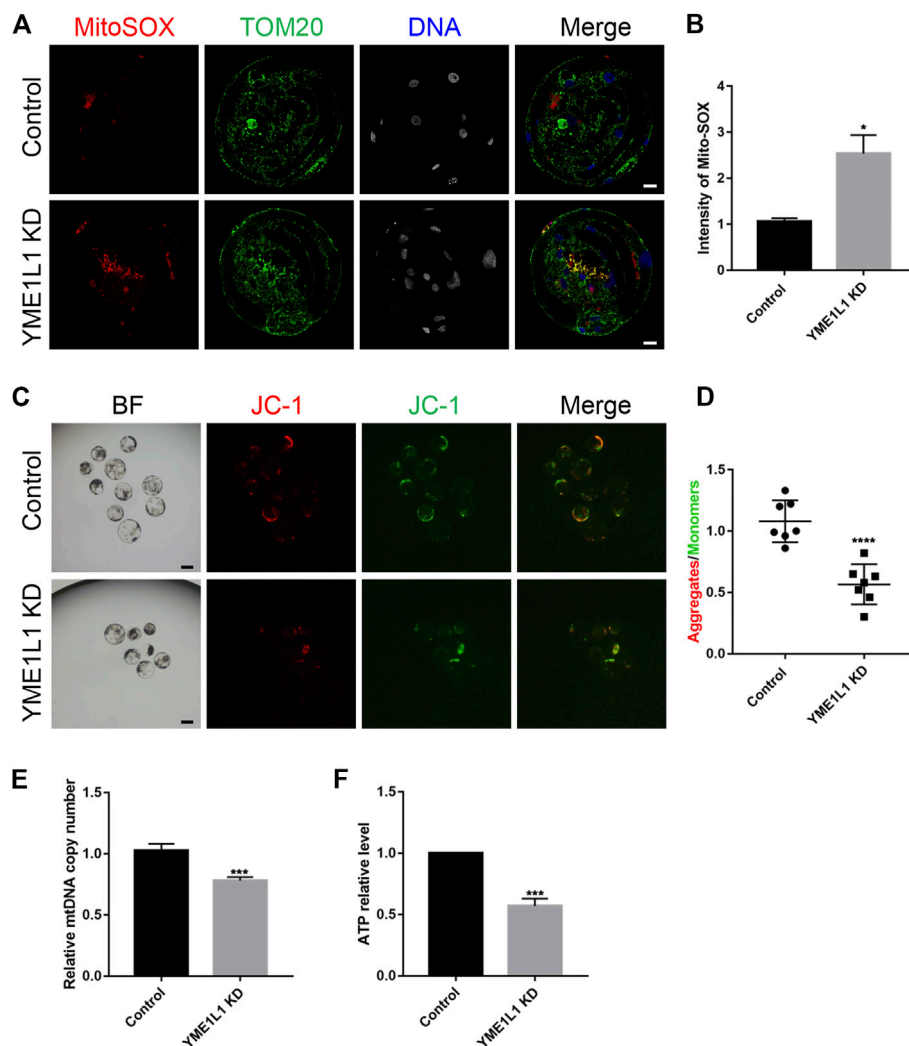 A
MitoSOX TOM20 DNA Merge
Control
YME1L1 KD
B
Intensity of Mito-SOX
4
3
2
1
0
*
Control
YME1L1 KD
C
BF JC-1 JC-1 Merge
Control
YME1L1 KD
D
Aggregates/Monomers
1.5
1.0
0.5
0.0
****
Control
YME1L1 KD
E
Relative mtDNA copy number
1.5
1.0
0.5
0.0
***
Control
YME1L1 KD
F
ATP relative level
1.5
1.0
0.5
0.0
***
Control
YME1L1 KD